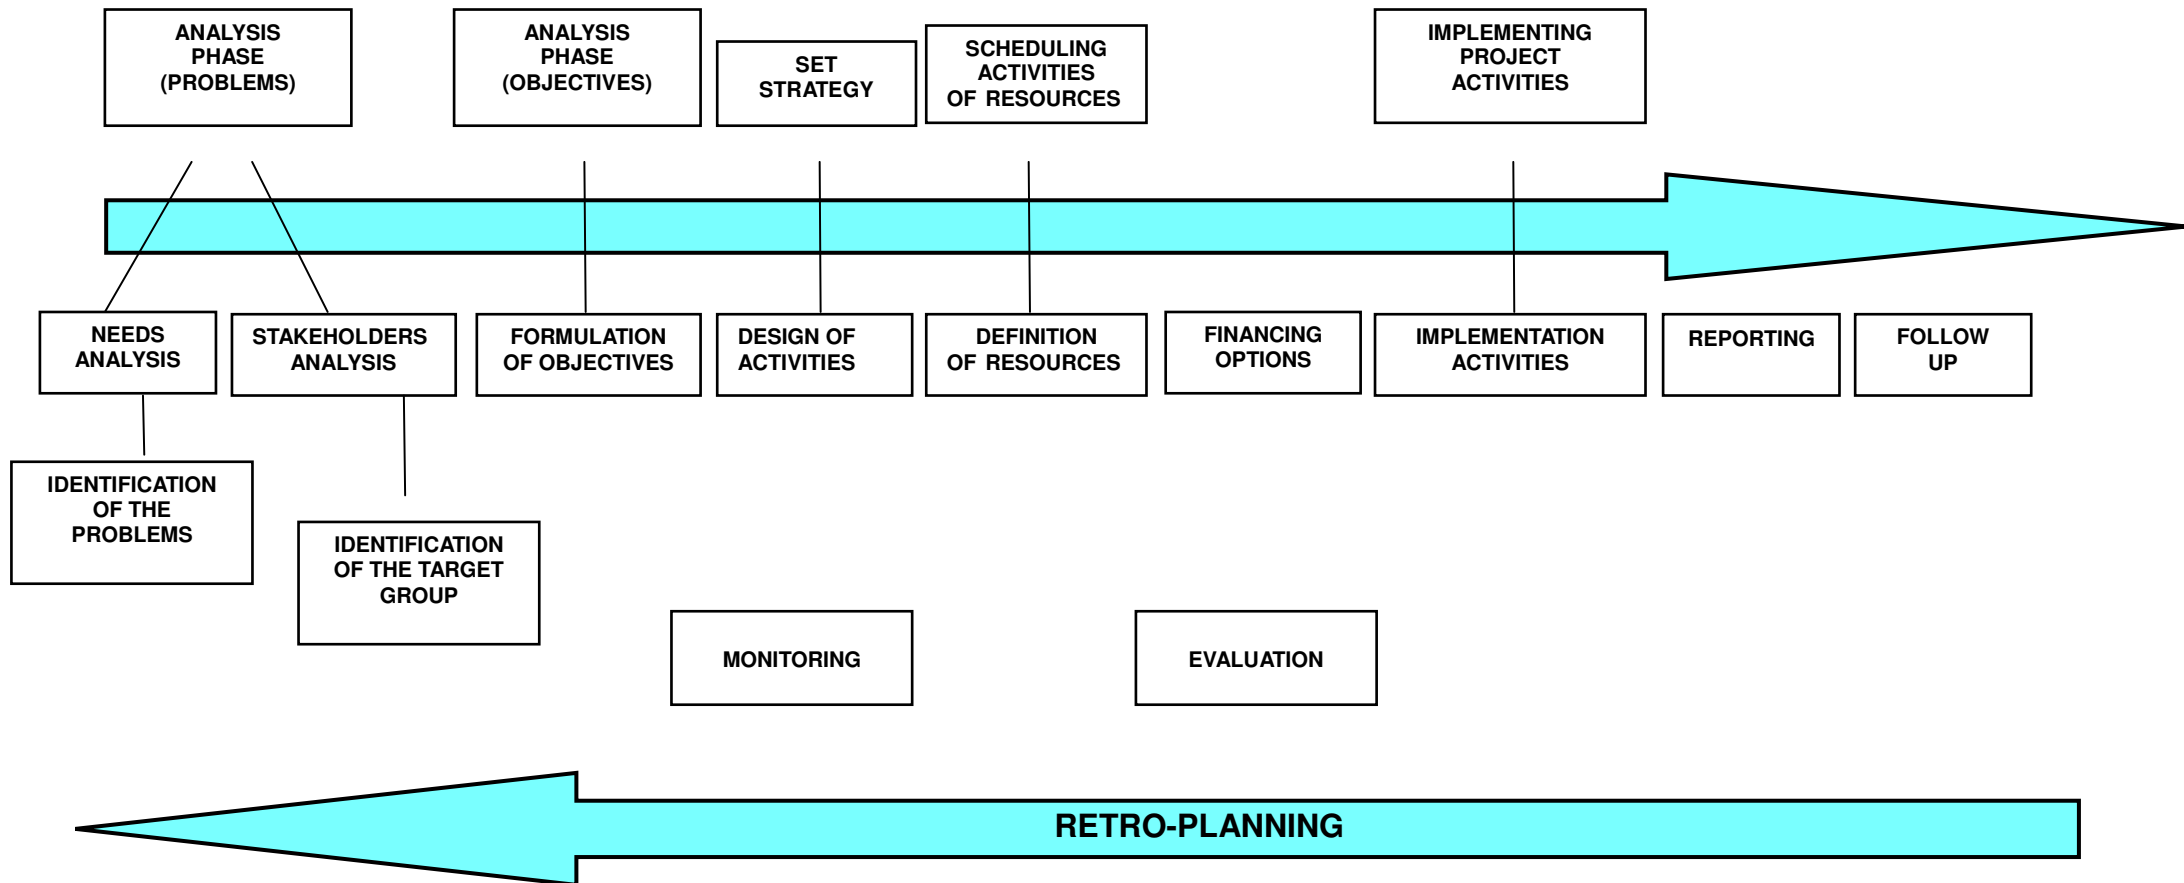 ANALYSIS
PHASE
(PROBLEMS)
ANALYSIS
PHASE
(OBJECTIVES)
SET
STRATEGY
SCHEDULING
ACTIVITIES
OF RESOURCES
IMPLEMENTING
PROJECT
ACTIVITIES
NEEDS
ANALYSIS
STAKEHOLDERS
ANALYSIS
FORMULATION
OF OBJECTIVES
DESIGN OF
ACTIVITIES
DEFINITION
OF RESOURCES
FINANCING
OPTIONS
IMPLEMENTATION
ACTIVITIES
REPORTING
FOLLOW
UP
IDENTIFICATION
OF THE
PROBLEMS
IDENTIFICATION
OF THE TARGET
GROUP
MONITORING
EVALUATION
RETRO-PLANNING